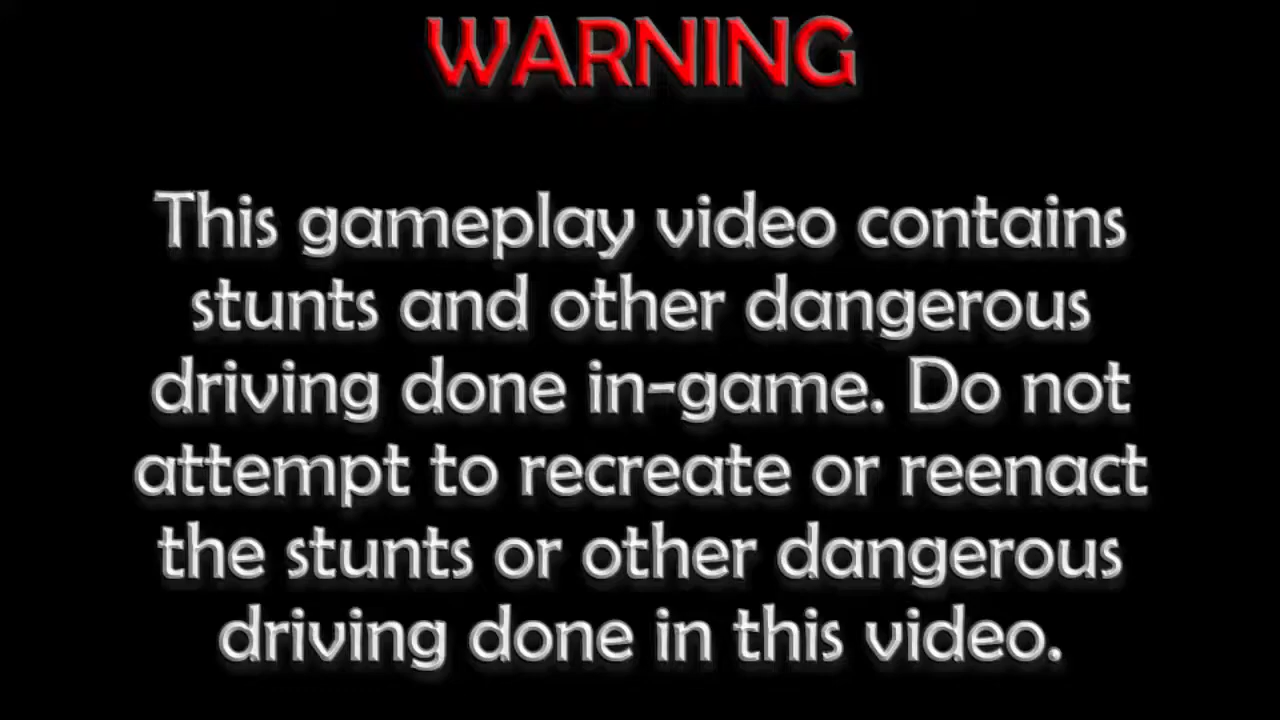 WARNING
This gameplay video contains
stunts and other dangerous
driving done in-game. Do not
attempt to recreate or reenact
the stunts or other dangerous
driving done in this video.